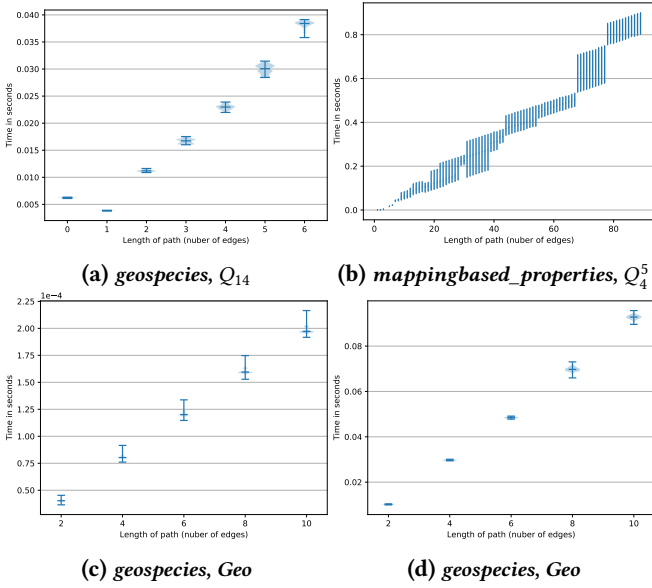 0.040
0.035
0.030
0.025
0.020
0.015
0.010
0.005
Time in seconds
0 1 2 3 4 5 6
Length of path (nuber of edges)
(a) geospecies, Q14
0.8
0.6
0.4
0.2
0.0
Time in seconds
0 20 40 60 80
Length of path (nuber of edges)
(b) mappingbased_properties, Q⁵₄
1e−4
2.25
2.00
1.75
1.50
1.25
1.00
0.75
0.50
Time in seconds
2 4 6 8 10
Length of path (nuber of edges)
(c) geospecies, Geo
0.08
0.06
0.04
0.02
Time in seconds
2 4 6 8 10
Length of path (nuber of edges)
(d) geospecies, Geo